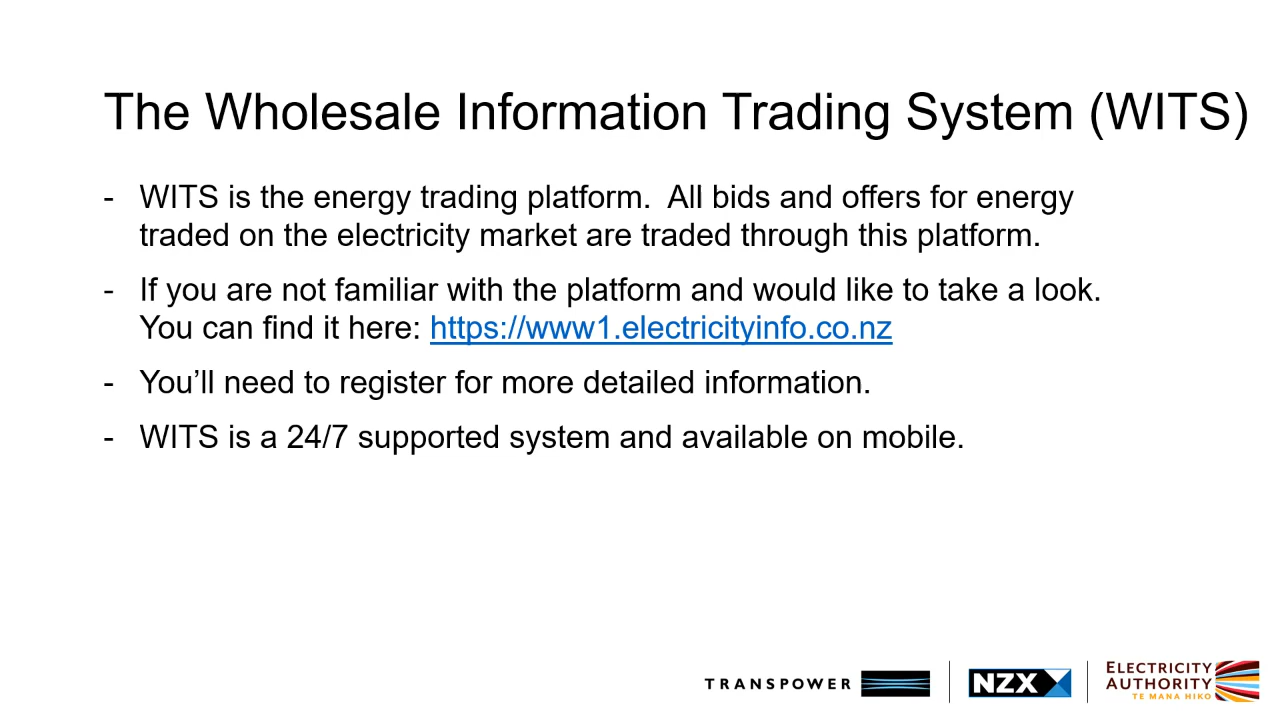 The Wholesale Information Trading System (WITS)
- WITS is the energy trading platform.  All bids and offers for energy
traded on the electricity market are traded through this platform.
- If you are not familiar with the platform and would like to take a look.
You can find it here: https://www1.electricityinfo.co.nz
- You’ll need to register for more detailed information.
- WITS is a 24/7 supported system and available on mobile.
TRANSPOWER
NZX
ELECTRICITY
AUTHORITY
TE MANA HIKO